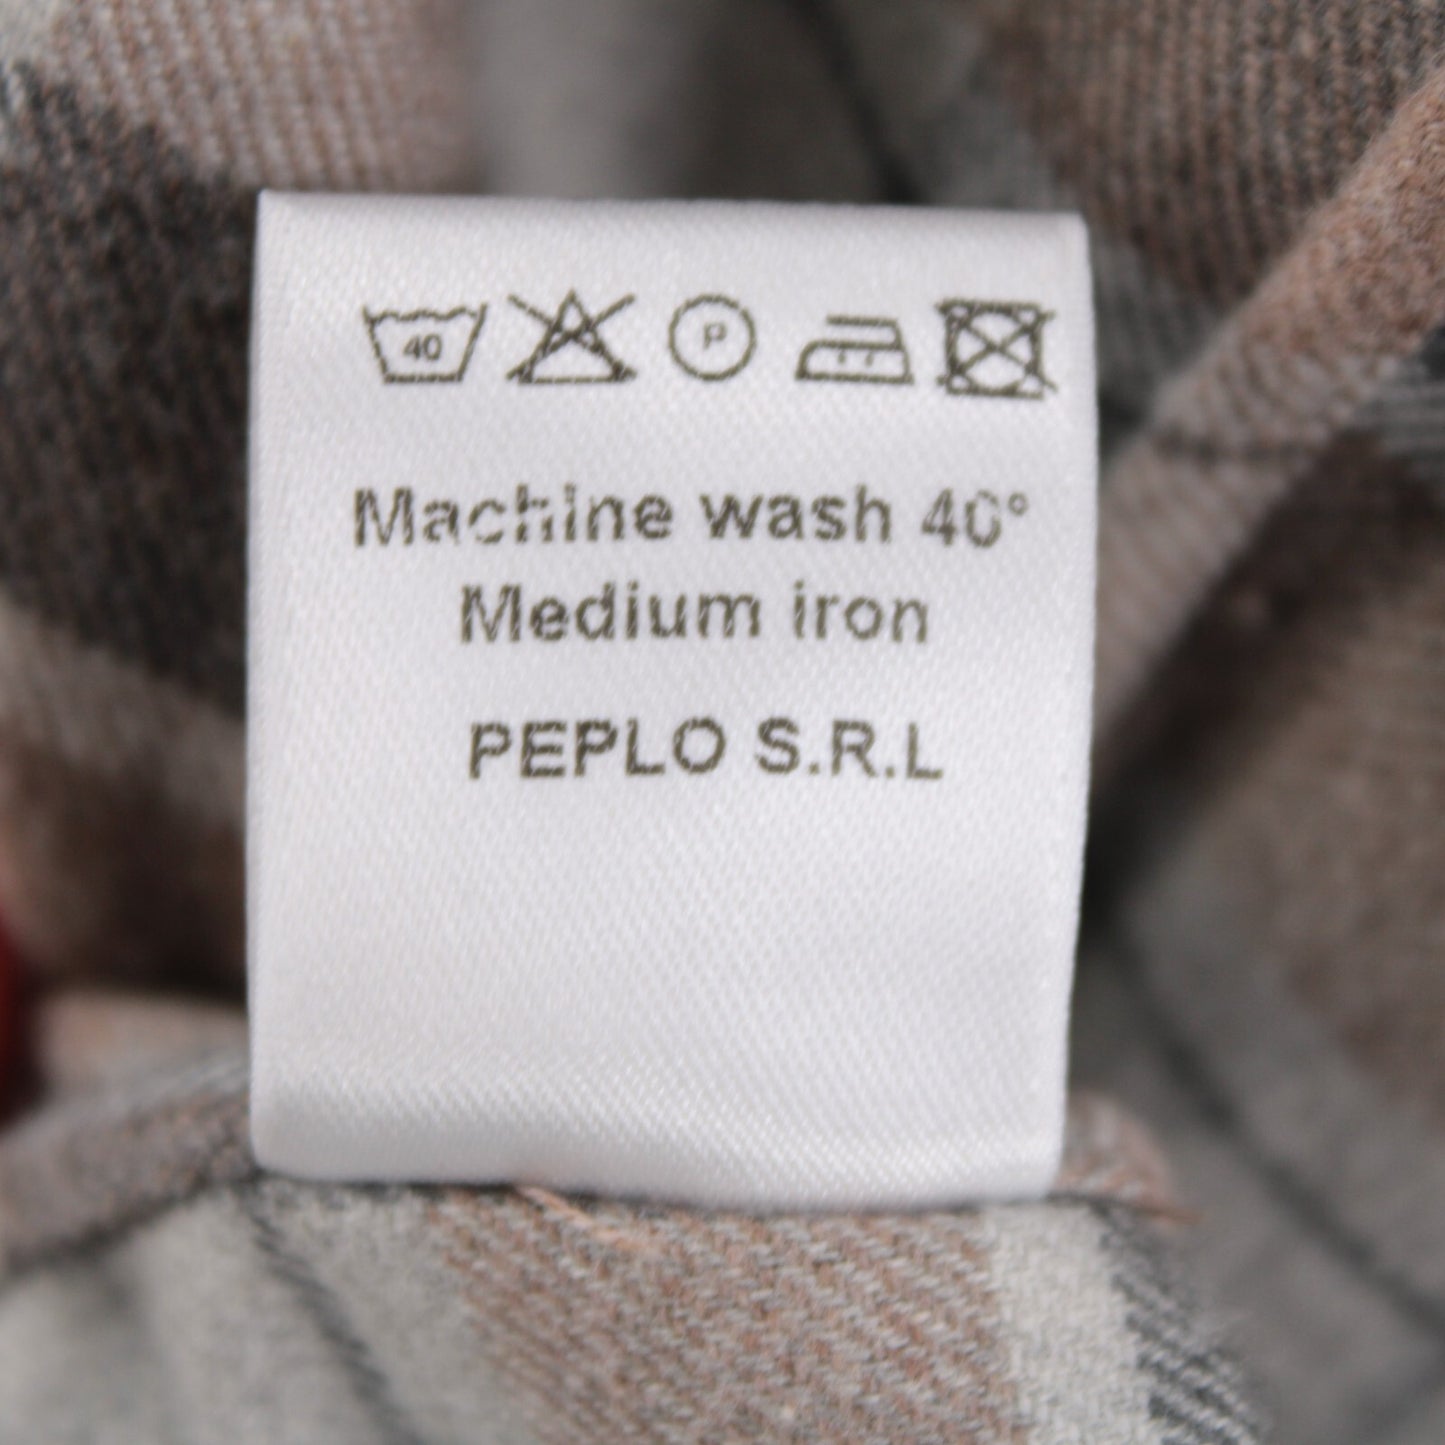 40 P
Machine wash 40°
Medium iron
PEPLO S.R.L